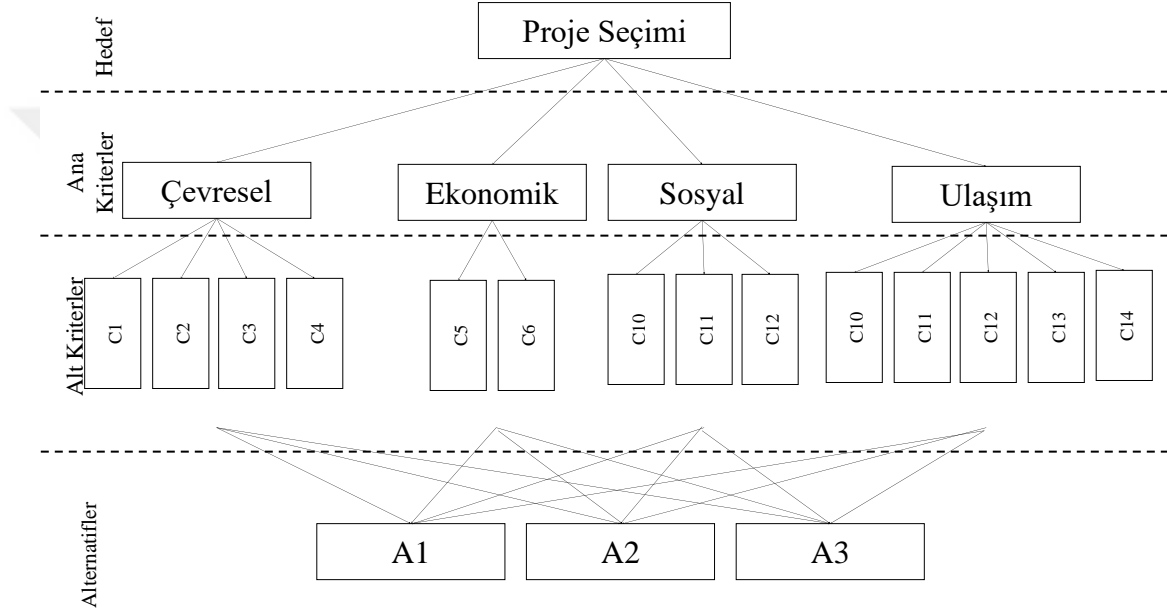 Hedef
Proje Seçimi
Ana
Kriterler
Çevresel
Ekonomik
Sosyal
Ulaşım
Alt Kriterler
C1
C2
C3
C4
C5
C6
C10
C11
C12
C10
C11
C12
C13
C14
Alternatifler
A1
A2
A3